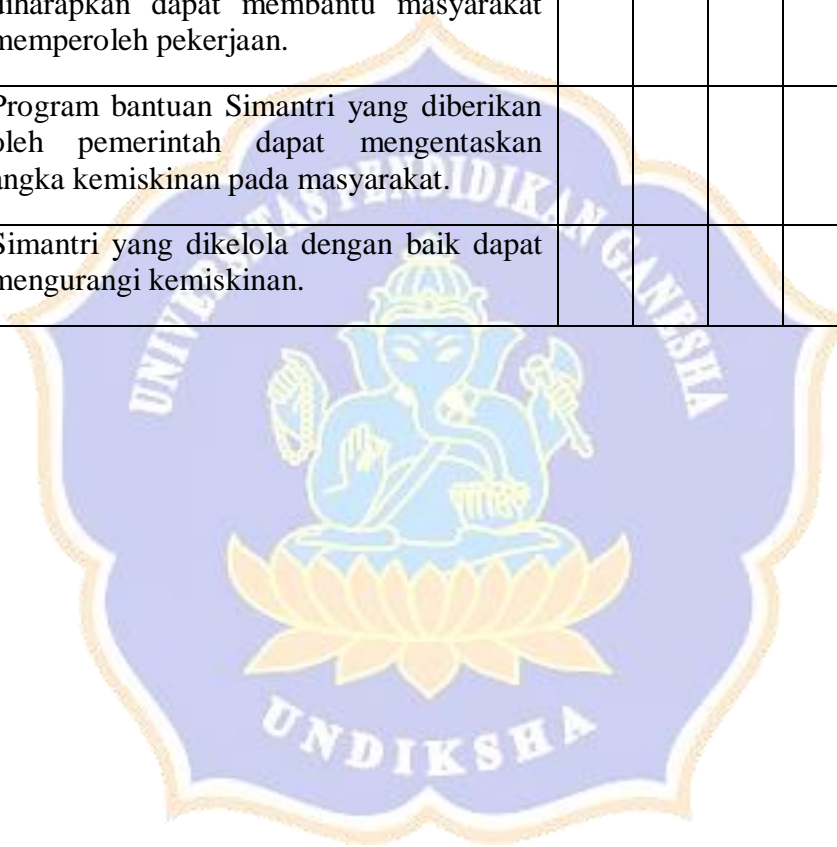 diharapkan dapat membantu masyarakat
memperoleh pekerjaan.
Program bantuan Simantri yang diberikan
oleh pemerintah dapat mengentaskan
angka kemiskinan pada masyarakat.
Simantri yang dikelola dengan baik dapat
mengurangi kemiskinan.
UNIVERSITAS PENDIDIKAN GANESHA
UNDIKSHA